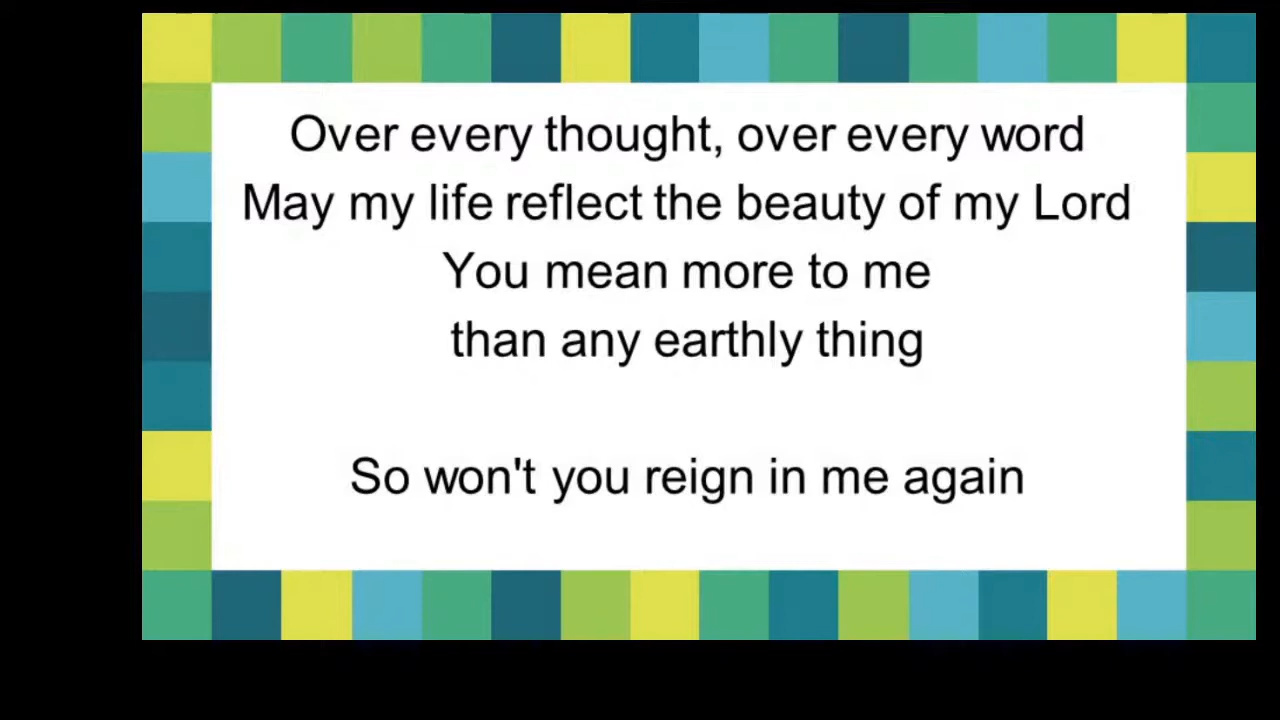 Over every thought, over every word
May my life reflect the beauty of my Lord
You mean more to me
than any earthly thing
So won't you reign in me again